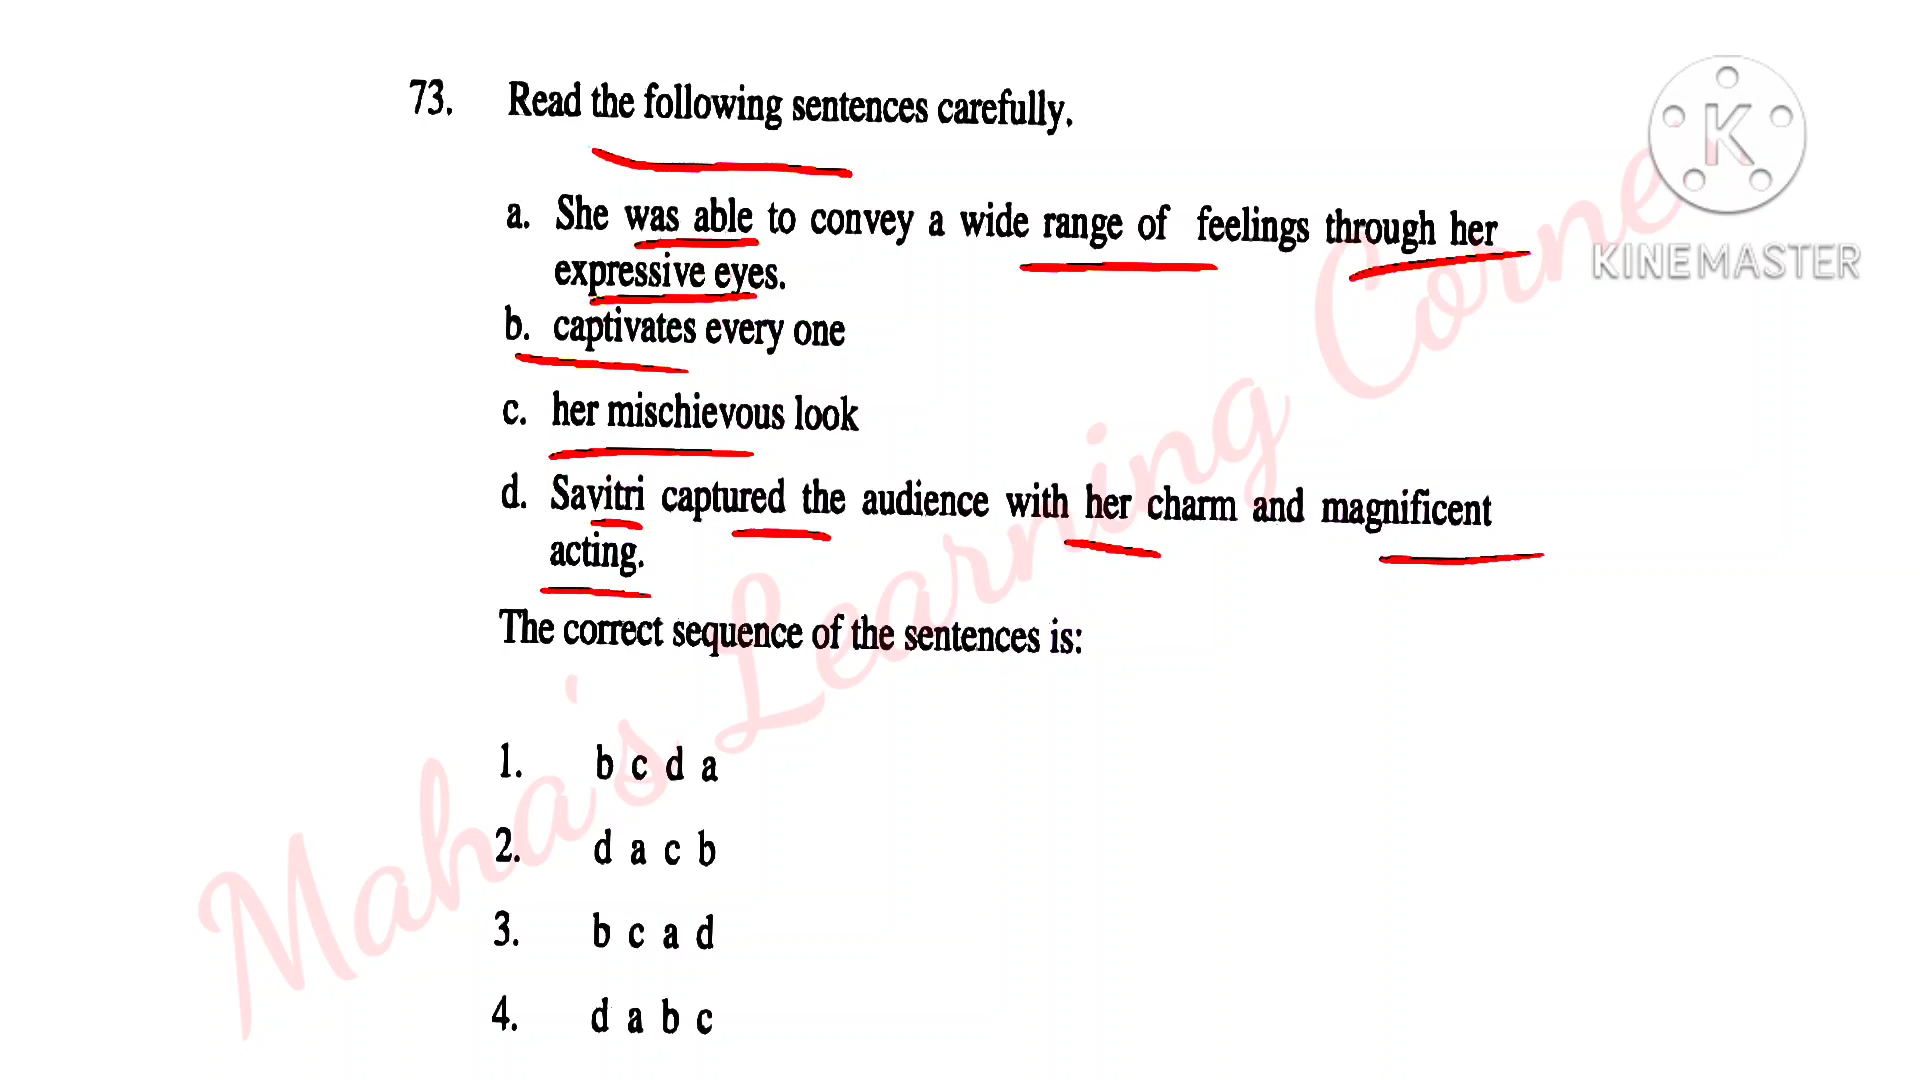 73. Read the following sentences carefully.
a. She was able to convey a wide range of feelings through her
expressive eyes.
b. captivates every one
c. her mischievous look
d. Savitri captured the audience with her charm and magnificent
acting.
The correct sequence of the sentences is:
1. b c d a
2. d a c b
3. b c a d
4. d a b c
Maha's Learning Corner
K
KINEMASTER